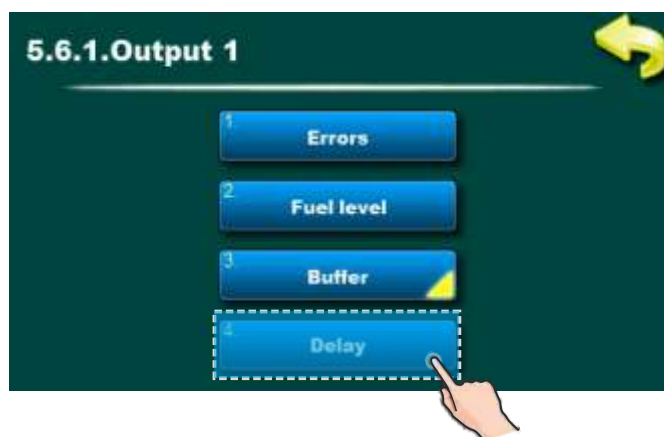 5.6.1.Output 1
1
Errors
2
Fuel level
3
Buffer
4
Delay